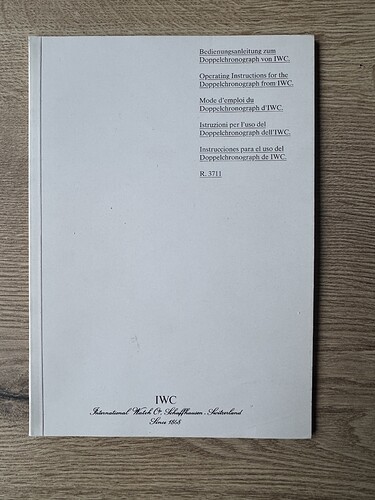 Bedienungsanleitung zum
Doppelchronograph von IWC.
Operating Instructions for the
Doppelchronograph from IWC.
Mode d'emploi du
Doppelchronograph d'IWC.
Istruzioni per l'uso del
Doppelchronograph dell'IWC.
Instrucciones para el uso del
Doppelchronograph de IWC.
R. 3711
IWC
International Watch Co. Schaffhausen, Switzerland
Since 1868